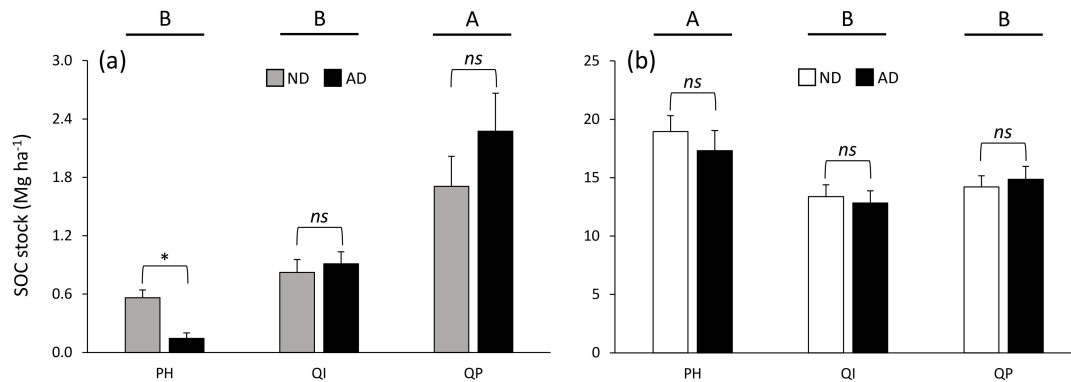 B B A
(a)
ND AD
3.0
2.4
1.8
1.2
0.6
0.0
SOC stock (Mg ha⁻¹)
*
ns
ns
PH QI QP
A B B
(b)
ND AD
25
20
15
10
5
0
ns
ns
ns
PH QI QP